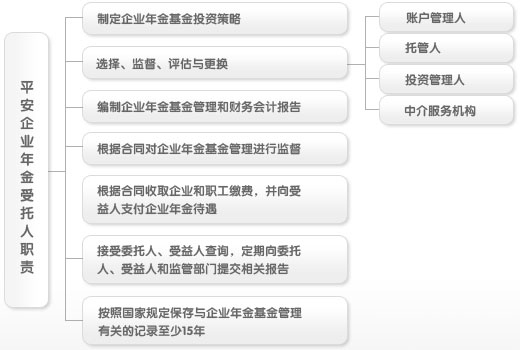 平安企业年金受托人职责
制定企业年金基金投资策略
选择、监督、评估与更换
账户管理人
托管人
投资管理人
中介服务机构
编制企业年金基金管理和财务会计报告
根据合同对企业年金基金管理进行监督
根据合同收取企业和职工缴费，并向受
益人支付企业年金待遇
接受委托人、受益人查询，定期向委托
人、受益人和监管部门提交相关报告
按照国家规定保存与企业年金基金管理
有关的记录至少15年